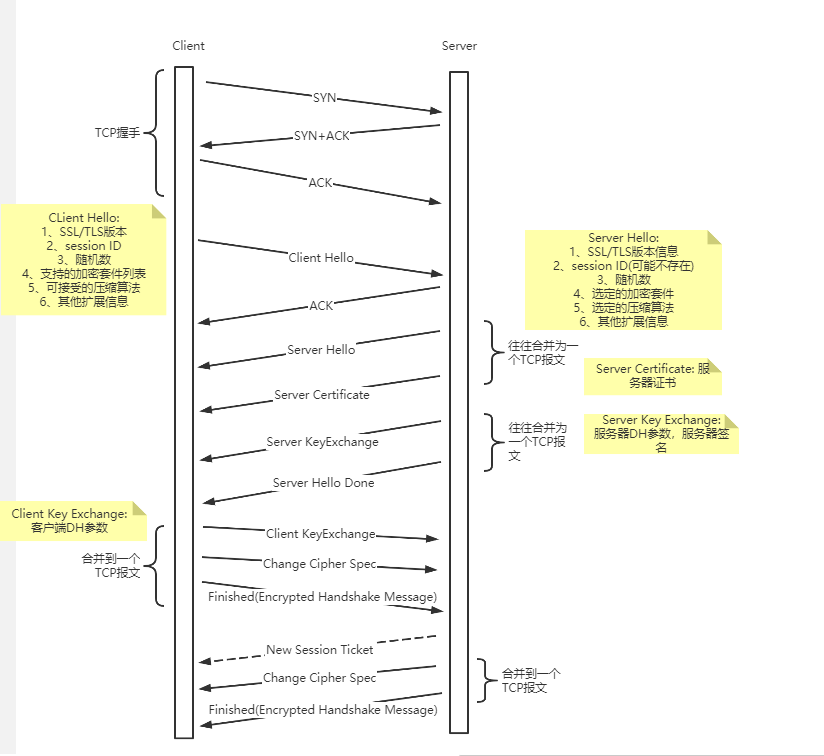 Client
Server
SYN
TCP握手
SYN+ACK
ACK
CLient Hello:
1、SSL/TLS版本
2、session ID
3、随机数
4、支持的加密套件列表
5、可接受的压缩算法
6、其他扩展信息
Client Hello
Server Hello:
1、SSL/TLS版本信息
2、session ID(可能不存在)
3、随机数
4、选定的加密套件
5、选定的压缩算法
6、其他扩展信息
ACK
Server Hello
往往合并为一
个TCP报文
Server Certificate: 服
务器证书
Server Certificate
Server Key Exchange:
服务器DH参数，服务器签
名
往往合并为
一个TCP报
文
Server KeyExchange
Server Hello Done
Client Key Exchange:
客户端DH参数
Client KeyExchange
合并到一个
TCP报文
Change Cipher Spec
Finished(Encrypted Handshake Message)
New Session Ticket
Change Cipher Spec
合并到一个
TCP报文
Finished(Encrypted Handshake Message)